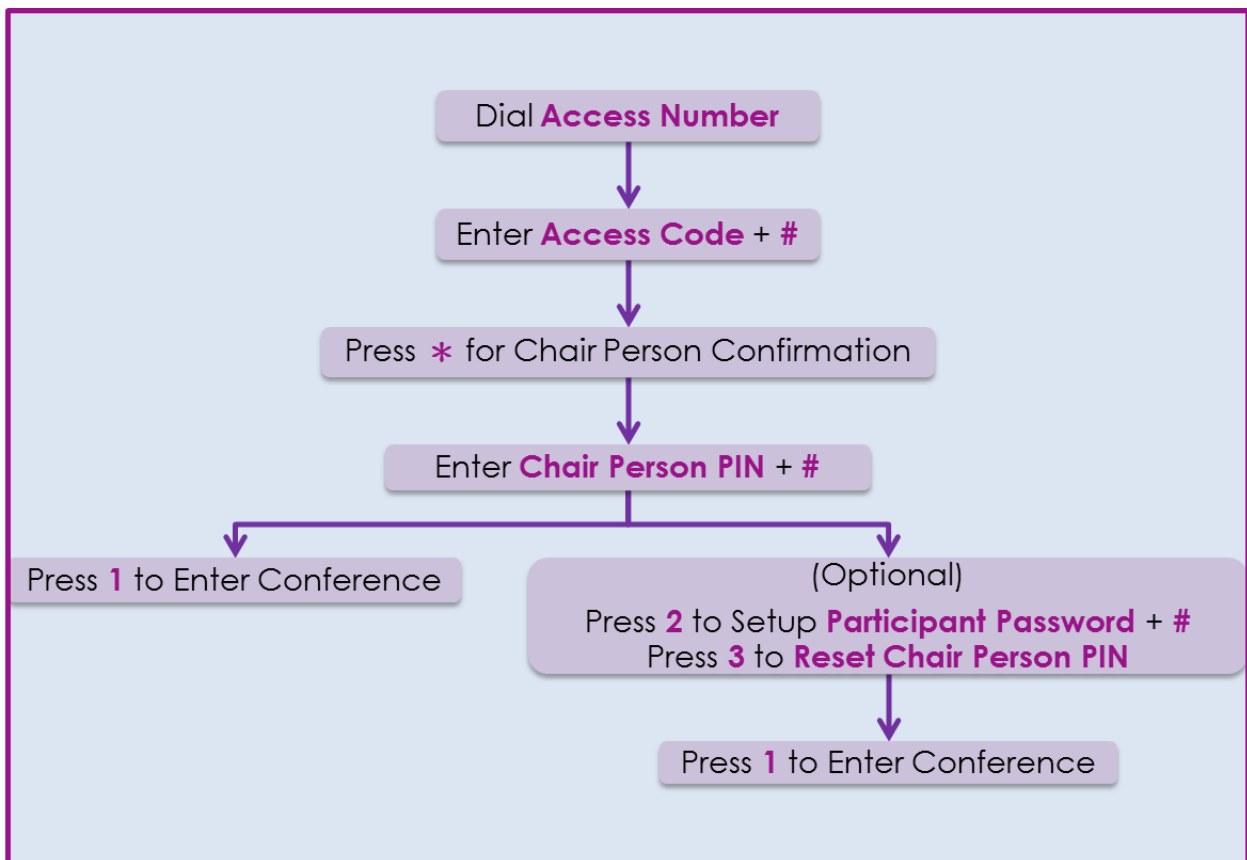 Dial Access Number
Enter Access Code + #
Press * for Chair Person Confirmation
Enter Chair Person PIN + #
Press 1 to Enter Conference
(Optional)
Press 2 to Setup Participant Password + #
Press 3 to Reset Chair Person PIN
Press 1 to Enter Conference